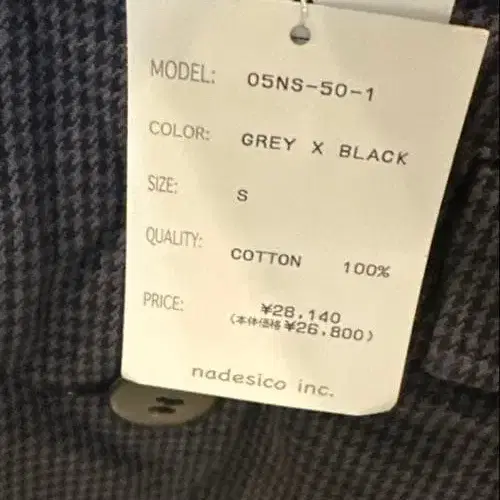 MODEL: 05NS-50-1
COLOR: GREY X BLACK
SIZE: S
QUALITY: COTTON 100%
PRICE: ¥28,140
(本体価格 ¥26,800)
nadesico inc.